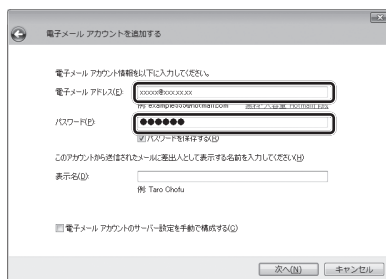 電子メール アカウントを追加する
電子メール アカウント情報を以下に入力してください。
電子メール アドレス(E):
xxxxx@xxx.xx.xx
例: example555@hotmail.com
パスワード(P):
●●●●●●
パスワードを保存する(R)
このアカウントから送信されたメールに差出人として表示する名前を入力してください(H)
表示名(D):
例: Taro Chofu
電子メール アカウントのサーバー設定を手動で構成する(C)
次へ(N) キャンセル